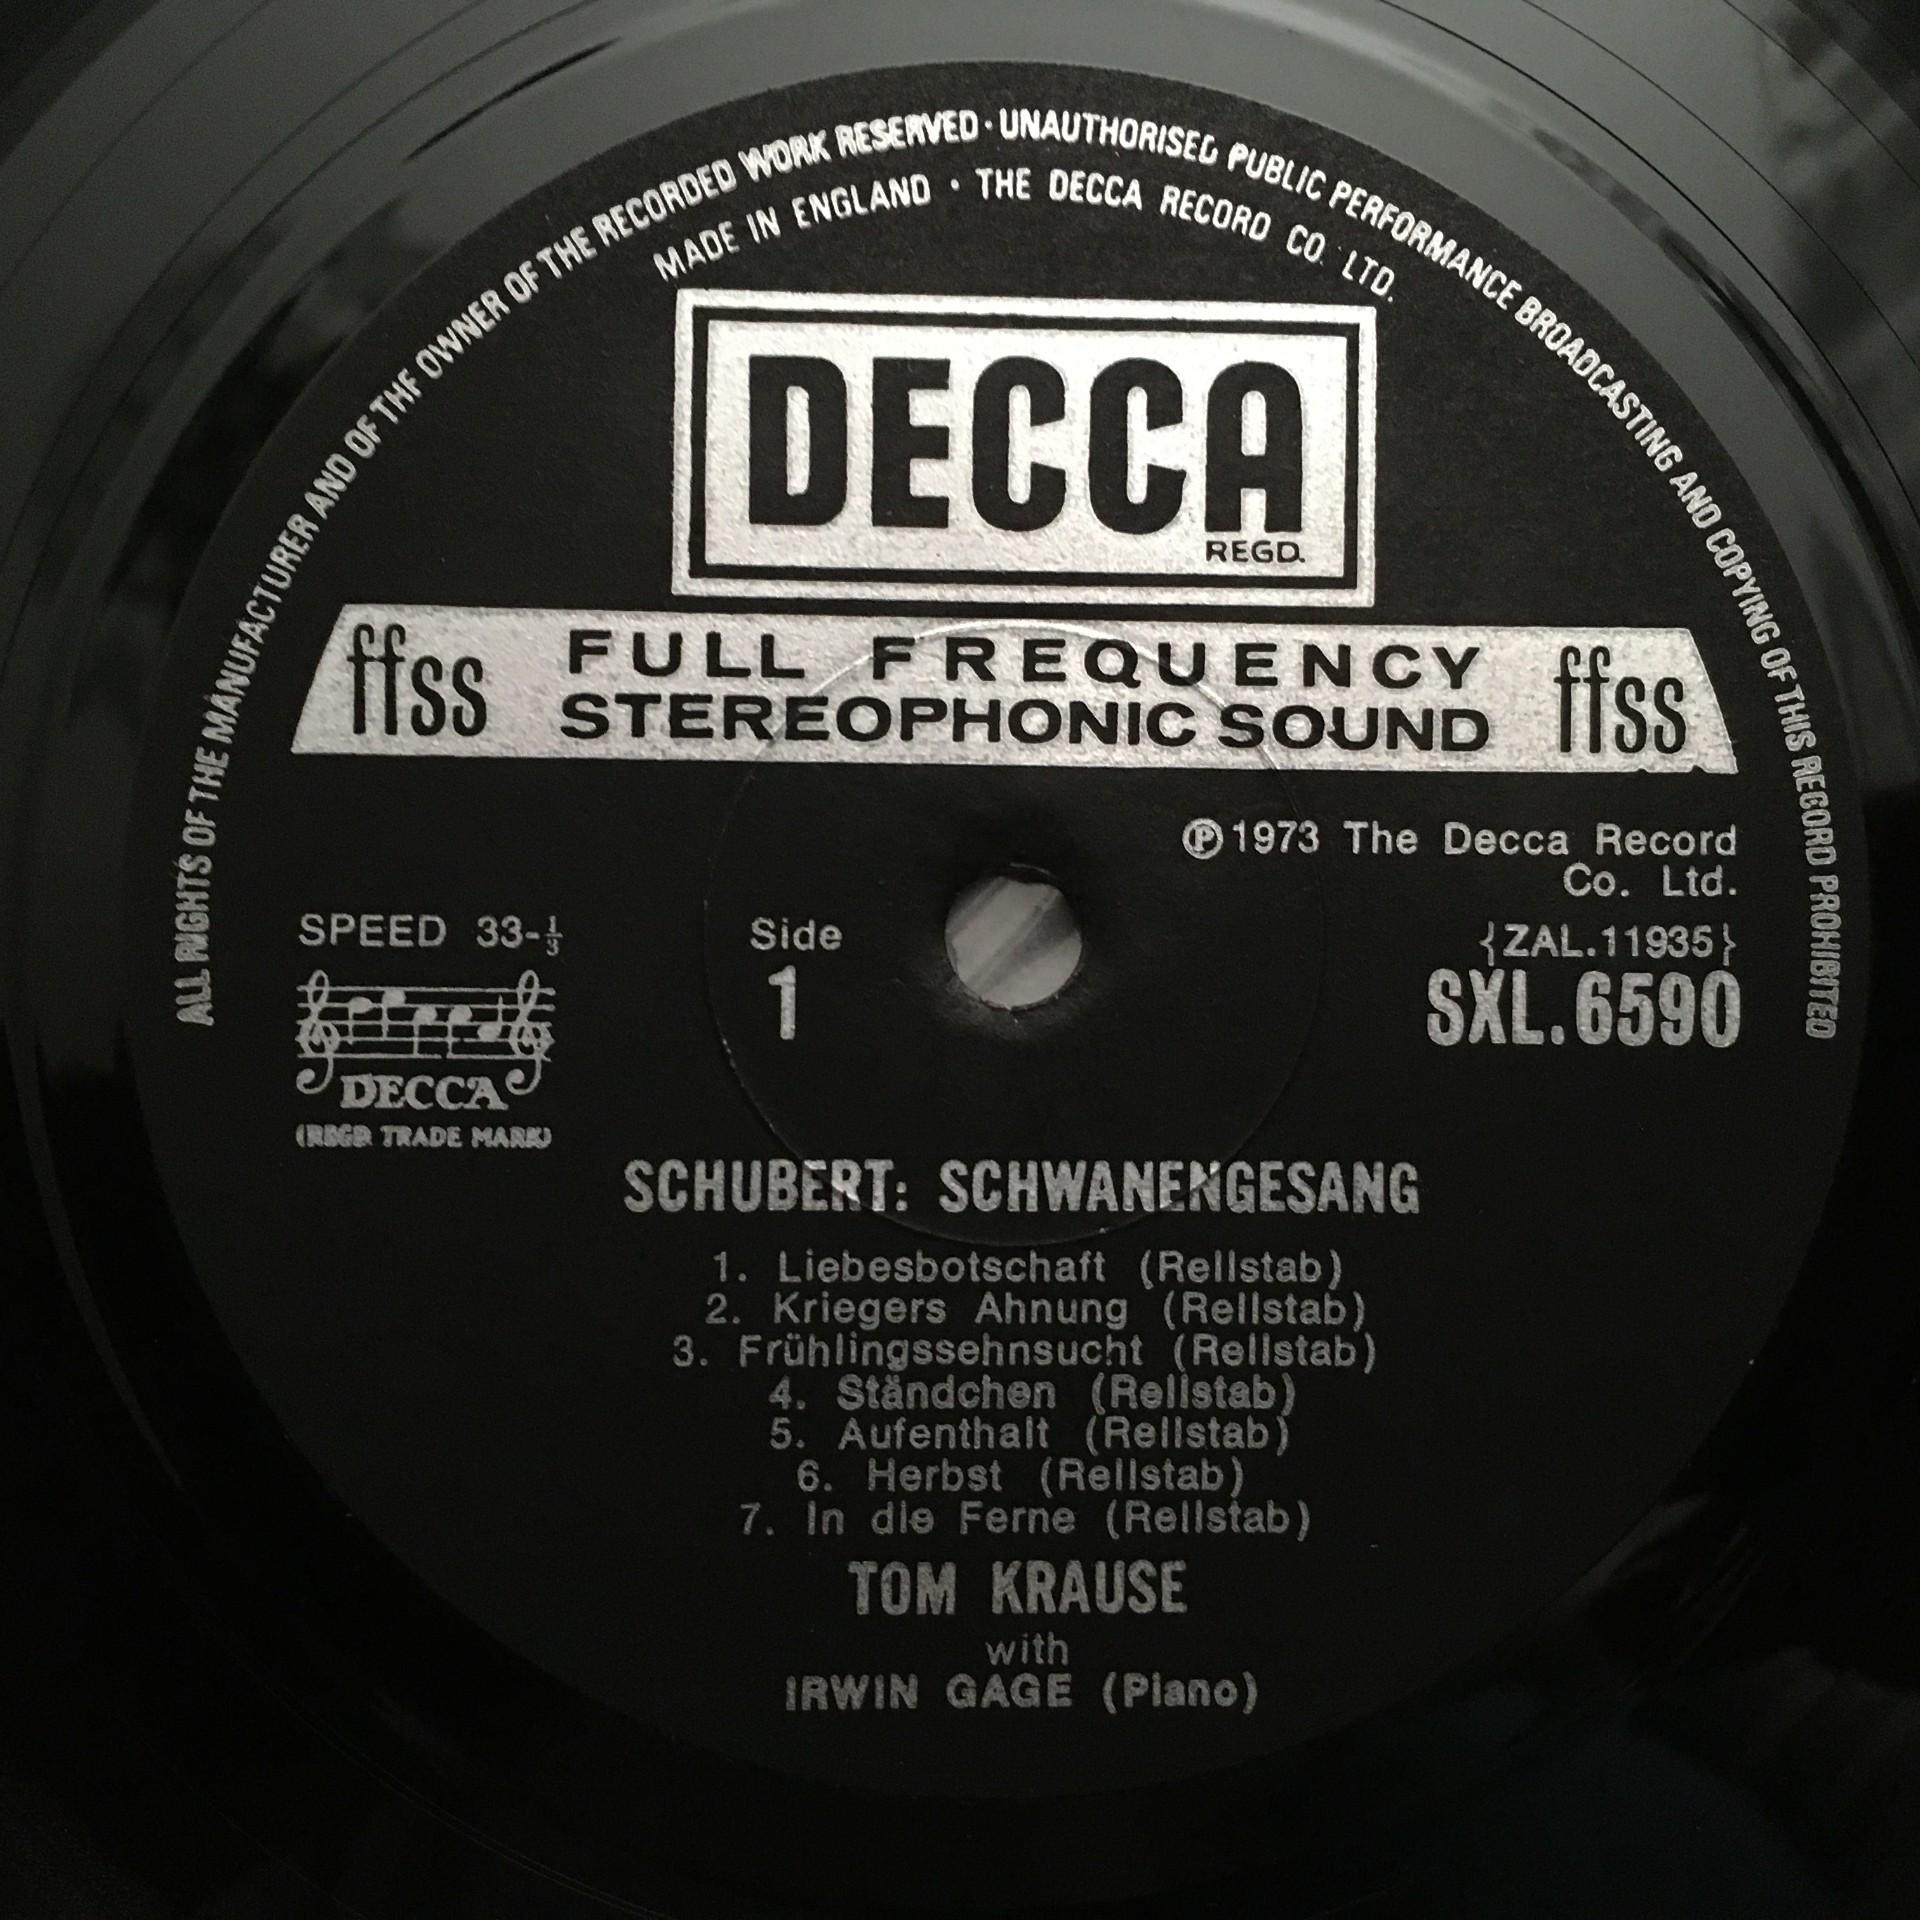 ALL RIGHTS OF THE MANUFACTURER AND OF THE OWNER OF THE RECORDED WORK RESERVED · UNAUTHORISED PUBLIC PERFORMANCE BROADCASTING AND COPYING OF THIS RECORD PROHIBITED
MADE IN ENGLAND · THE DECCA RECORD CO. LTD.
DECCA
REGD.
ffss FULL FREQUENCY ffss
STEREOPHONIC SOUND
℗ 1973 The Decca Record
Co. Ltd.
SPEED 33-⅓
Side
1
{ZAL.11935}
SXL.6590
DECCA
(REGD. TRADE MARK)
SCHUBERT: SCHWANENGESANG
1. Liebesbotschaft (Rellstab)
2. Kriegers Ahnung (Rellstab)
3. Frühlingssehnsucht (Rellstab)
4. Ständchen (Rellstab)
5. Aufenthalt (Rellstab)
6. Herbst (Rellstab)
7. In die Ferne (Rellstab)
TOM KRAUSE
with
IRWIN GAGE (Piano)